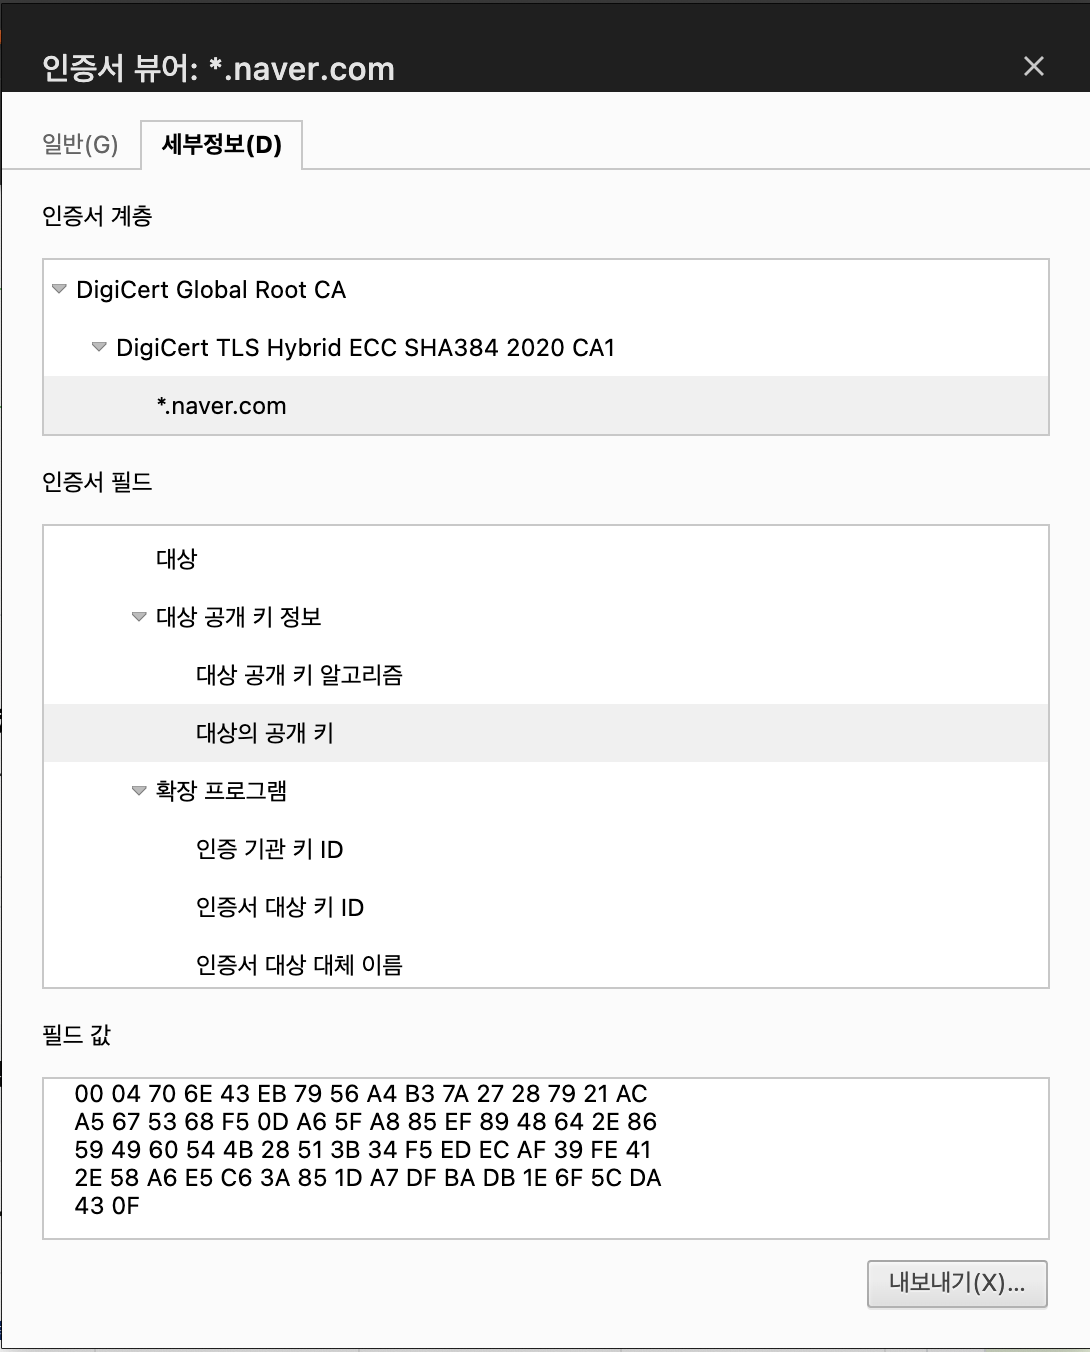 인증서 뷰어: *.naver.com
일반(G)
세부정보(D)
인증서 계층
DigiCert Global Root CA
DigiCert TLS Hybrid ECC SHA384 2020 CA1
*.naver.com
인증서 필드
대상
대상 공개 키 정보
대상 공개 키 알고리즘
대상의 공개 키
확장 프로그램
인증 기관 키 ID
인증서 대상 키 ID
인증서 대상 대체 이름
필드 값
00 04 70 6E 43 EB 79 56 A4 B3 7A 27 28 79 21 AC
A5 67 53 68 F5 0D A6 5F A8 85 EF 89 48 64 2E 86
59 49 60 54 4B 28 51 3B 34 F5 ED EC AF 39 FE 41
2E 58 A6 E5 C6 3A 85 1D A7 DF BA DB 1E 6F 5C DA
43 0F
내보내기(X)...